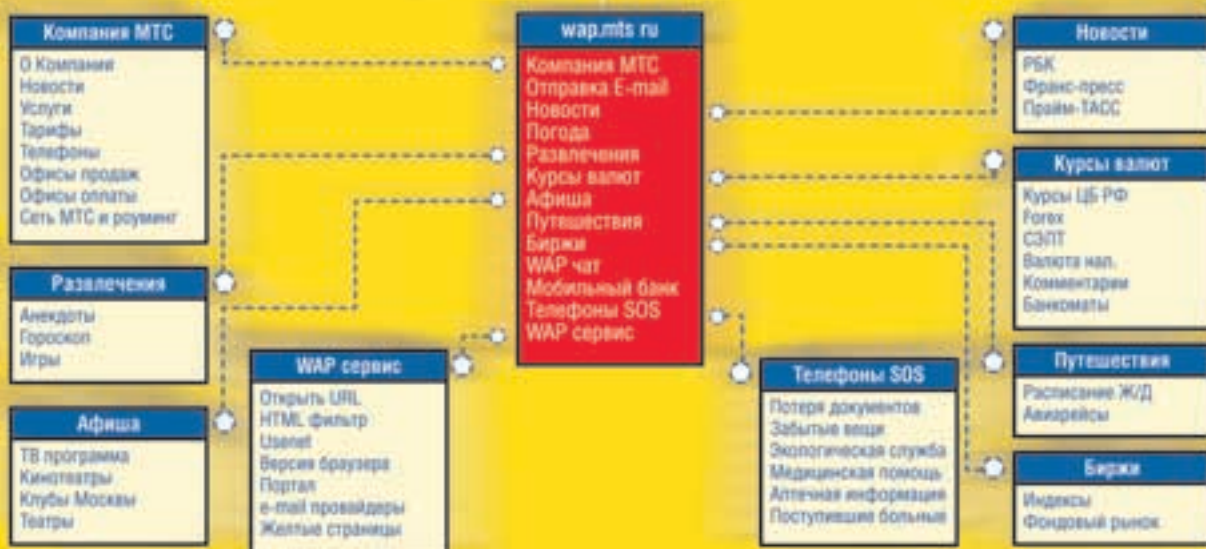 Компания МТС
О Компании
Новости
Услуги
Тарифы
Телефоны
Офисы продаж
Офисы оплаты
Сеть МТС и роуминг
Развлечения
Анекдоты
Гороскоп
Игры
Афиша
ТВ программа
Кинотеатры
Клубы Москвы
Театры
WAP сервис
Открыть URL
HTML фильтр
Usenet
Версия браузера
Портал
e-mail провайдеры
Желтые страницы
wap.mts ru
Компания МТС
Отправка E-mail
Новости
Погода
Развлечения
Курсы валют
Афиша
Путешествия
Биржи
WAP чат
Мобильный банк
Телефоны SOS
WAP сервис
Телефоны SOS
Потеря документов
Забытые вещи
Экологическая служба
Медицинская помощь
Аптечная информация
Поступившие больные
Новости
РБК
Франс-пресс
Прайм-ТАСС
Курсы валют
Курсы ЦБ РФ
Forex
СЭЛТ
Валюта нал.
Комментарии
Банкоматы
Путешествия
Расписание Ж/Д
Авиарейсы
Биржи
Индексы
Фондовый рынок